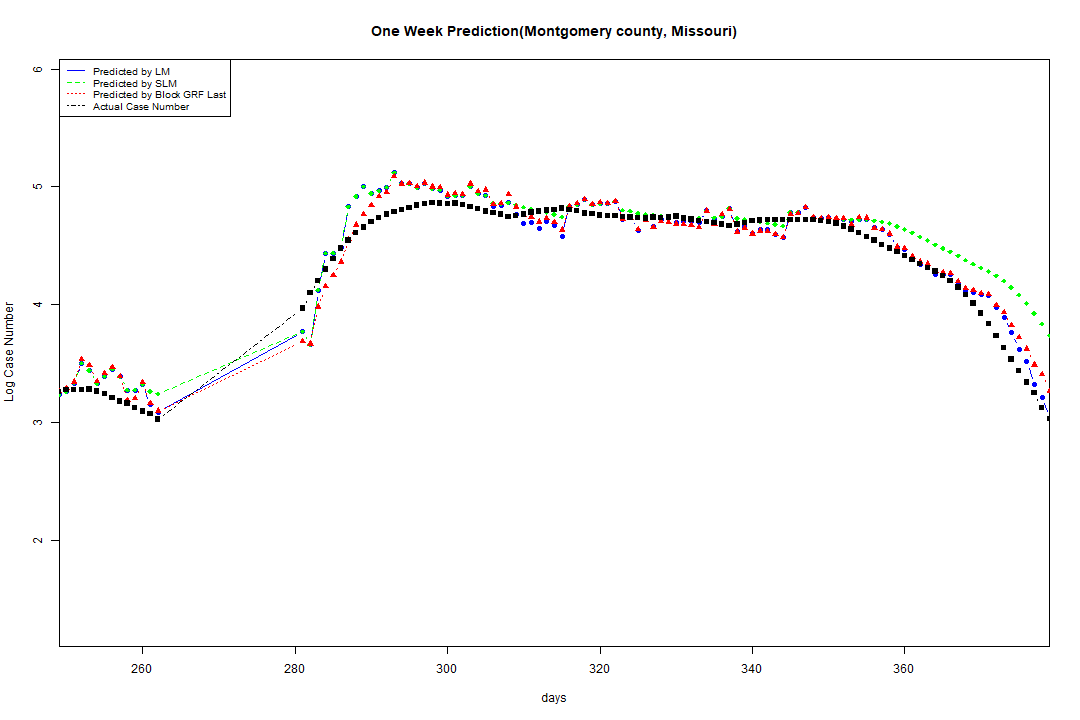 One Week Prediction(Montgomery county, Missouri)
Predicted by LM
Predicted by SLM
Predicted by Block GRF Last
Actual Case Number
6
5
4
3
2
Log Case Number
260 280 300 320 340 360
days